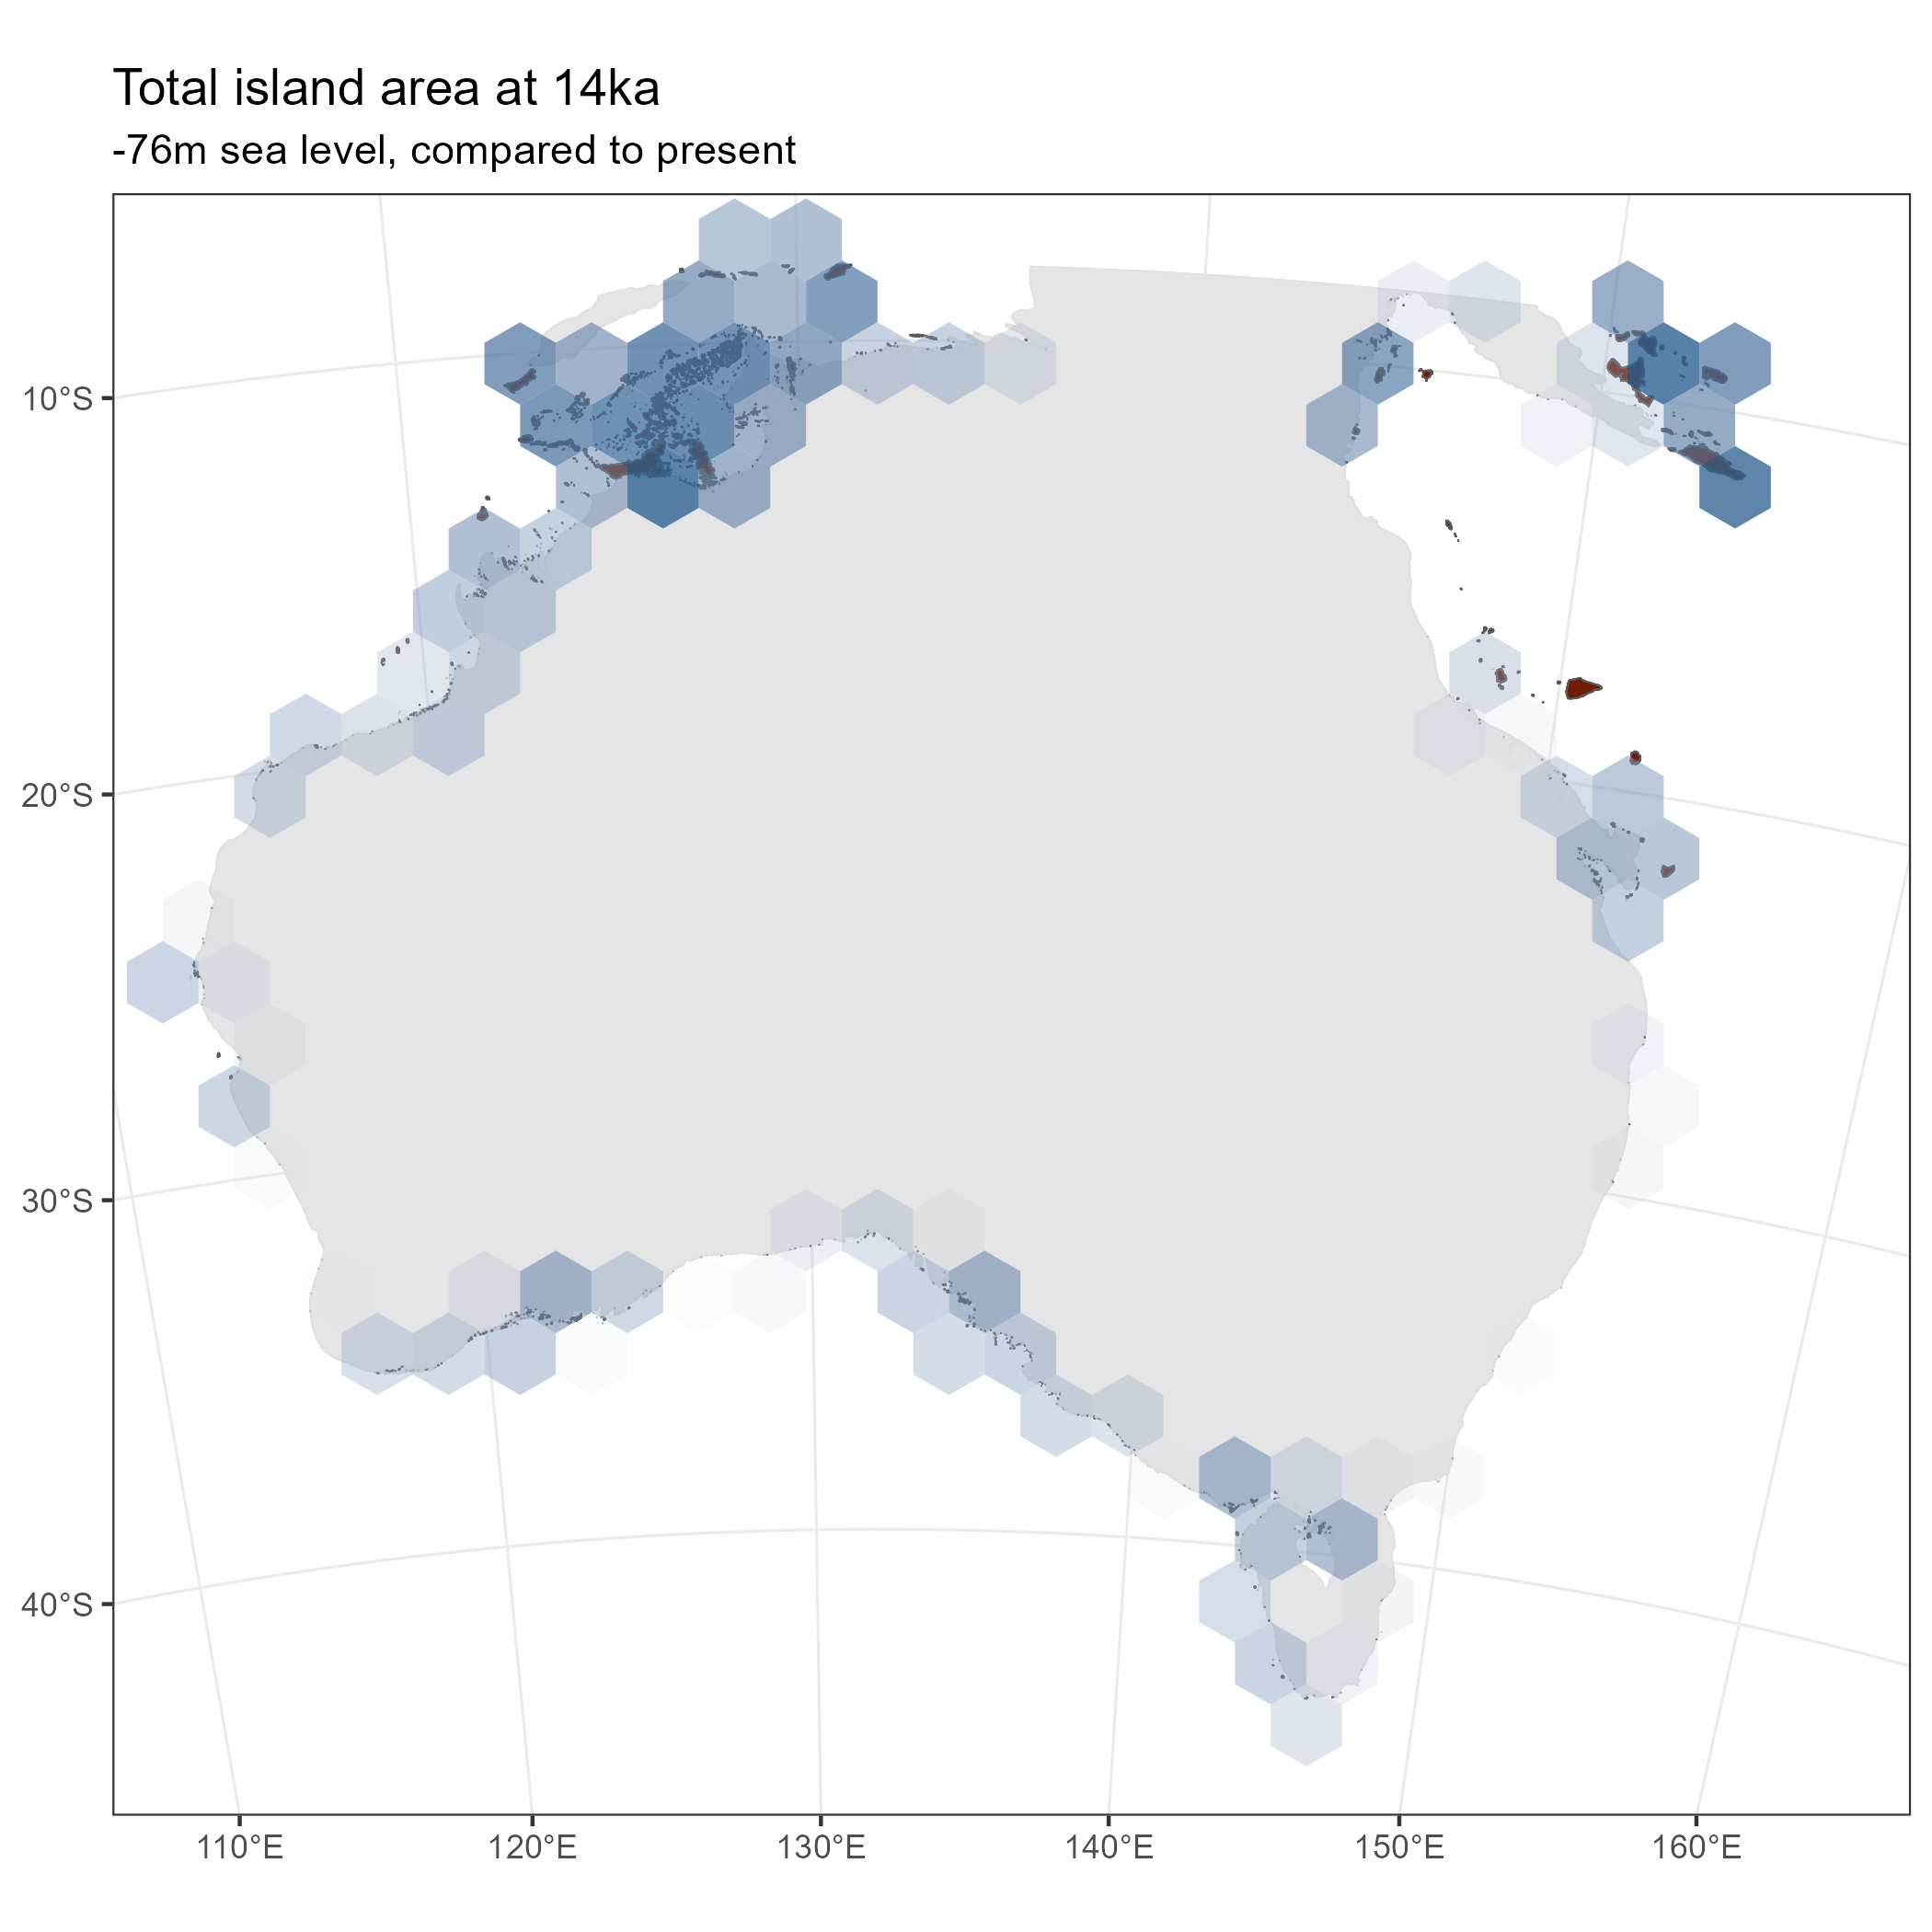 Total island area at 14ka
-76m sea level, compared to present
10°S
20°S
30°S
40°S
110°E
120°E
130°E
140°E
150°E
160°E